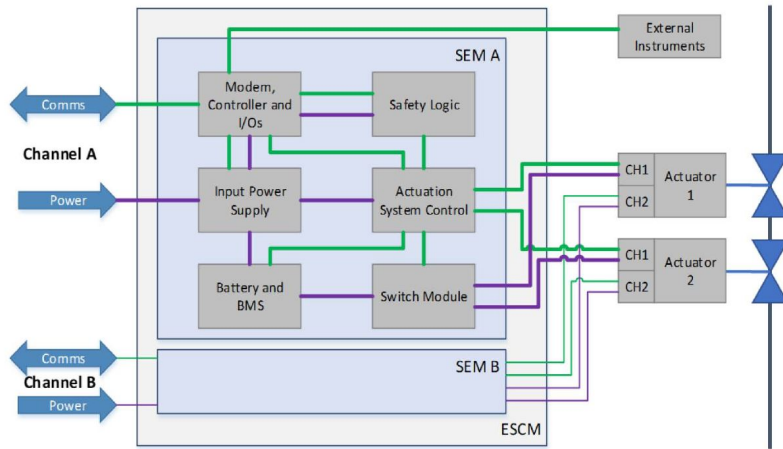 SEM A
External
Instruments
Modem,
Controller and
I/Os
Safety Logic
Comms
Channel A
Power
Input Power
Supply
Actuation
System Control
CH1
CH2
Actuator
1
Battery and
BMS
Switch Module
CH1
CH2
Actuator
2
Comms
Channel B
Power
SEM B
ESCM